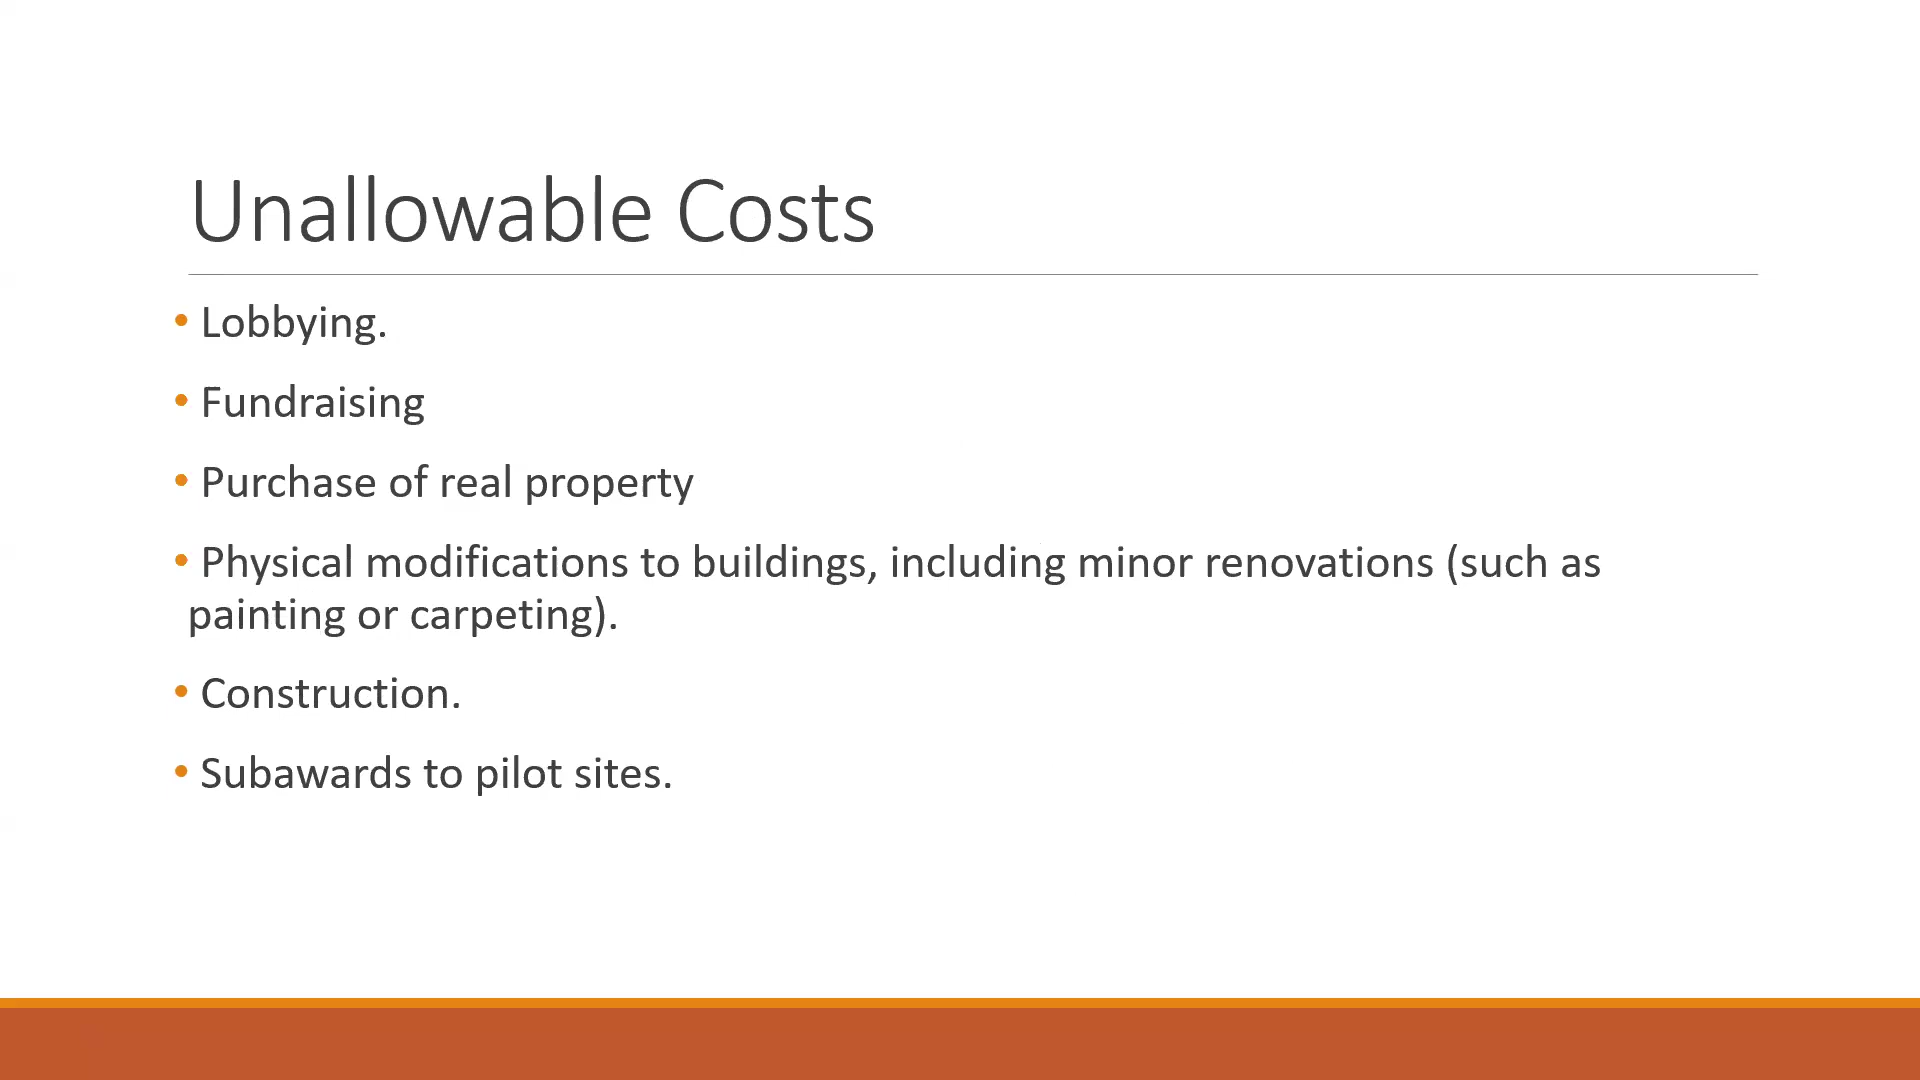 Unallowable Costs
• Lobbying.
• Fundraising
• Purchase of real property
• Physical modifications to buildings, including minor renovations (such as
painting or carpeting).
• Construction.
• Subawards to pilot sites.